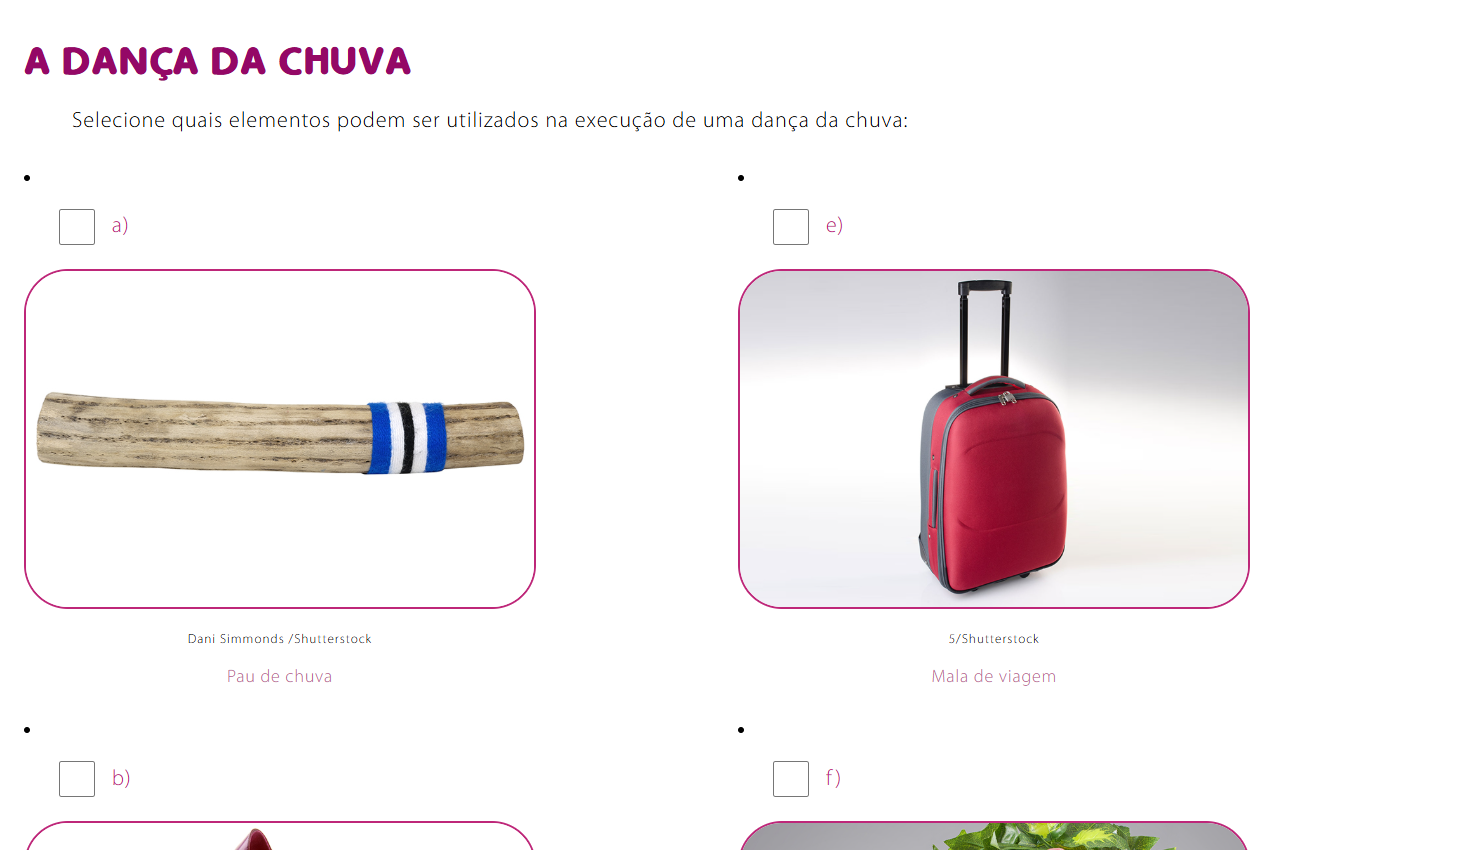 A DANÇA DA CHUVA
Selecione quais elementos podem ser utilizados na execução de uma dança da chuva:
a)
Dani Simmonds /Shutterstock
Pau de chuva
b)
e)
5/Shutterstock
Mala de viagem
f)